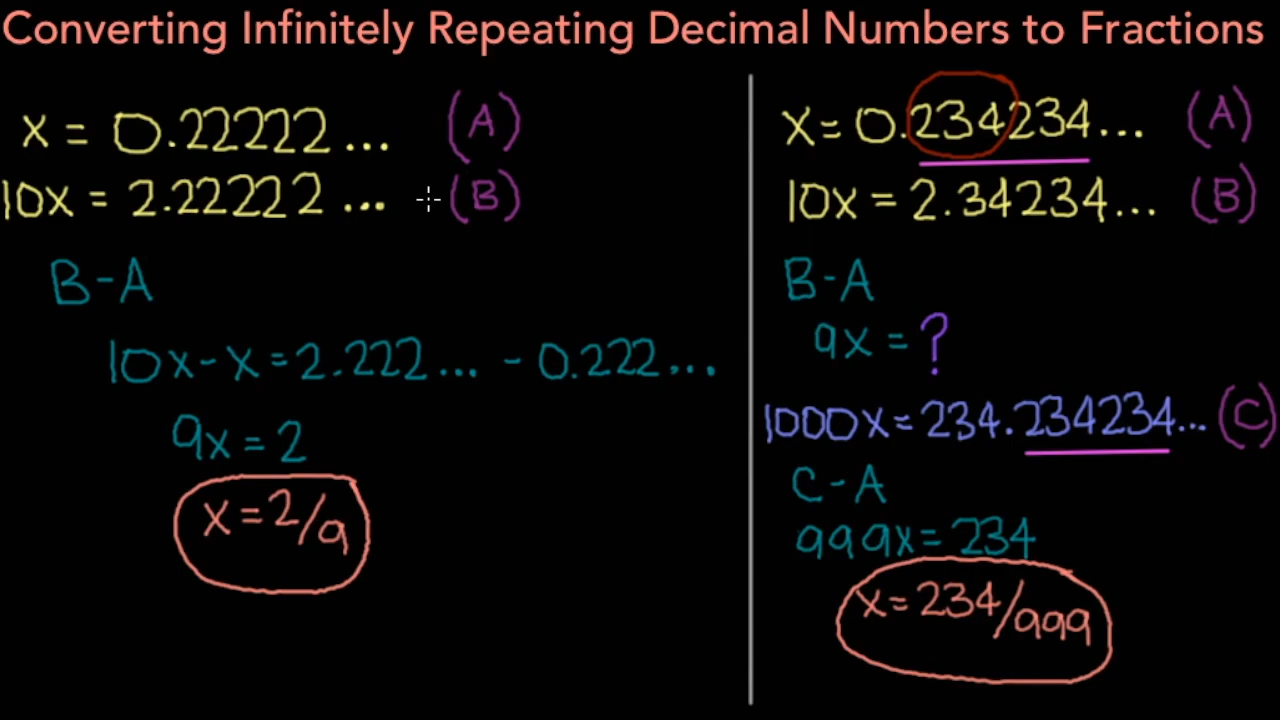 Converting Infinitely Repeating Decimal Numbers to Fractions
x = 0.22222... (A)
10x = 2.22222... (B)
B-A
10x-x=2.222... - 0.222...
9x=2
x=2/9
x=0.234234... (A)
10x=2.34234... (B)
B-A
9x=?
1000x=234.234234... (C)
C-A
999x=234
x=234/999